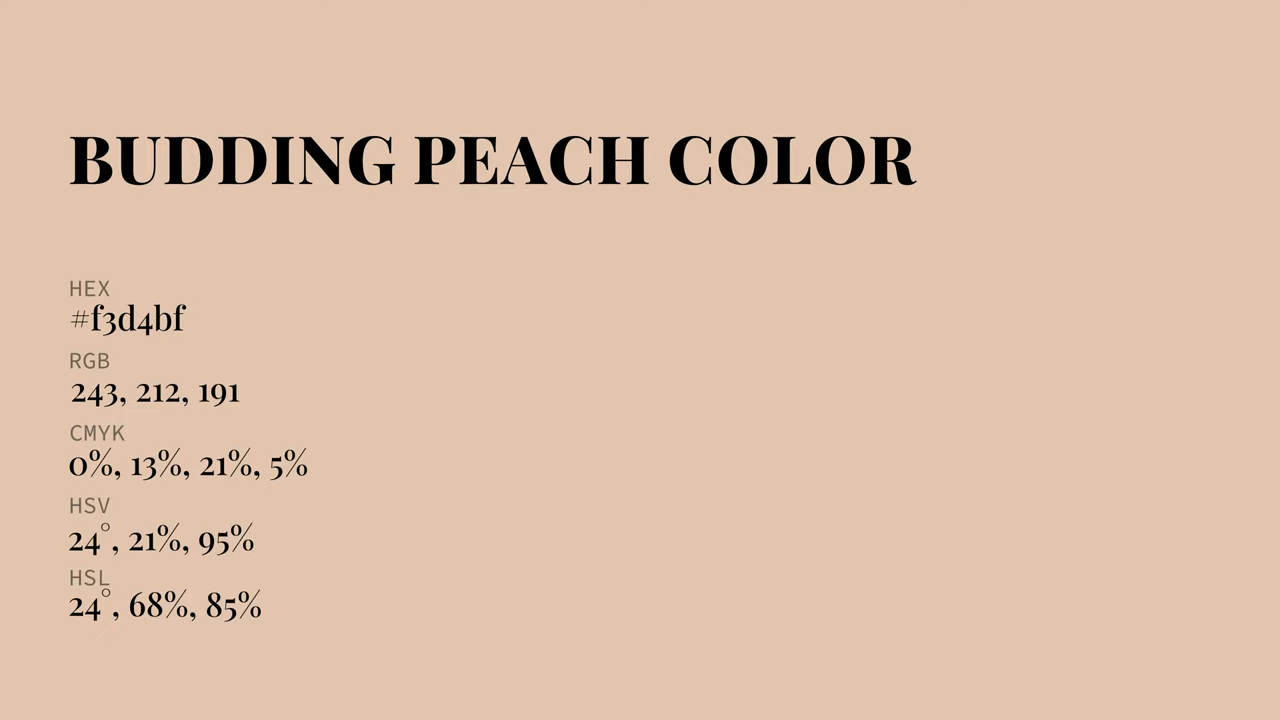 BUDDING PEACH COLOR
HEX
#f3d4bf
RGB
243, 212, 191
CMYK
0%, 13%, 21%, 5%
HSV
24°, 21%, 95%
HSL
24°, 68%, 85%